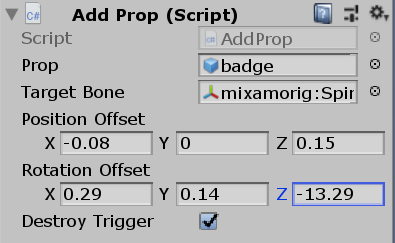 Add Prop (Script)
Script AddProp
Prop badge
Target Bone mixamorig:Spir
Position Offset
X -0.08 Y 0 Z 0.15
Rotation Offset
X 0.29 Y 0.14 Z -13.29
Destroy Trigger